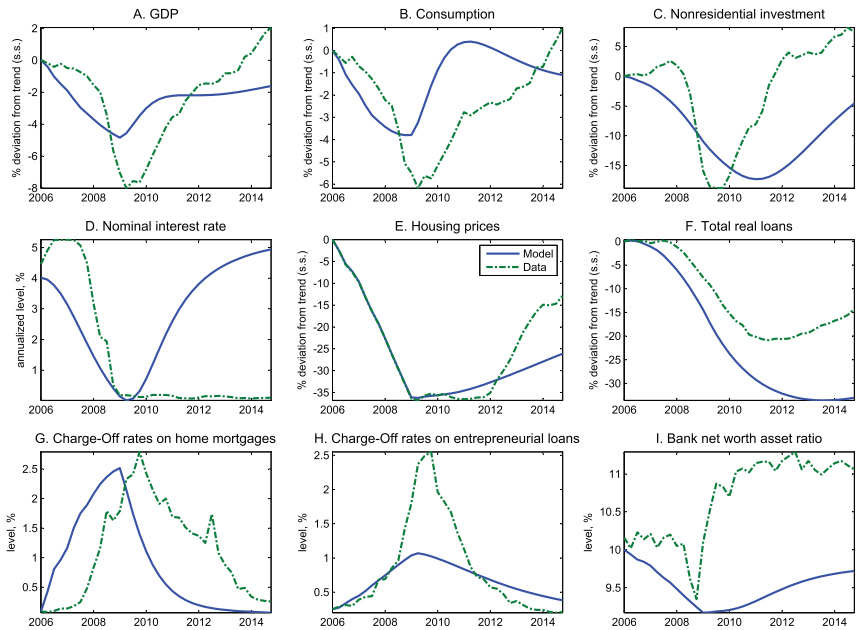 A. GDP
% deviation from trend (s.s.)
2
0
-2
-4
-6
-8
2006 2008 2010 2012 2014
B. Consumption
% deviation from trend (s.s.)
1
0
-1
-2
-3
-4
-5
-6
2006 2008 2010 2012 2014
C. Nonresidential investment
% deviation from trend (s.s.)
5
0
-5
-10
-15
2006 2008 2010 2012 2014
D. Nominal interest rate
annualized level, %
5
4
3
2
1
2006 2008 2010 2012 2014
E. Housing prices
% deviation from trend (s.s.)
0
-5
-10
-15
-20
-25
-30
-35
2006 2008 2010 2012 2014
Model
Data
F. Total real loans
% deviation from trend (s.s.)
0
-5
-10
-15
-20
-25
-30
2006 2008 2010 2012 2014
G. Charge-Off rates on home mortgages
level, %
2.5
2
1.5
1
0.5
2006 2008 2010 2012 2014
H. Charge-Off rates on entrepreneurial loans
level, %
2.5
2
1.5
1
0.5
2006 2008 2010 2012 2014
I. Bank net worth asset ratio
level, %
11
10.5
10
9.5
2006 2008 2010 2012 2014